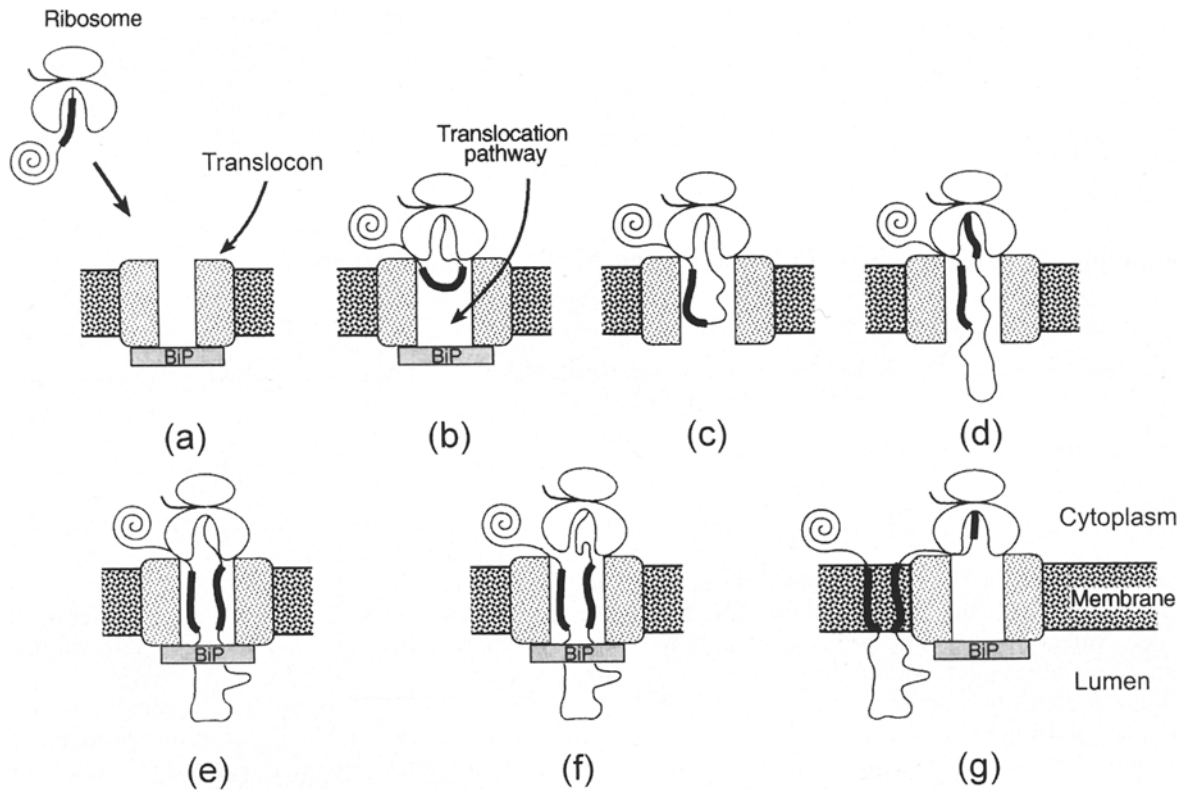 Ribosome
Translocon
Translocation
pathway
BiP
BiP
(a)
(b)
(c)
(d)
Cytoplasm
Membrane
BiP
BiP
BiP
Lumen
(e)
(f)
(g)